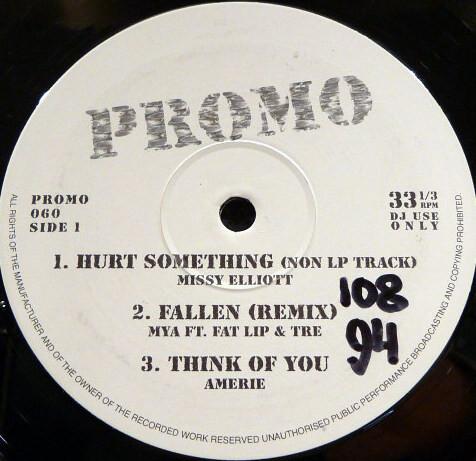 PROMO
PROMO
060
SIDE 1
33 1/3
RPM
DJ USE
ONLY
1. HURT SOMETHING (NON LP TRACK)
MISSY ELLIOTT
108
2. FALLEN (REMIX)
MYA FT. FAT LIP & TRE
94
3. THINK OF YOU
AMERIE
ALL RIGHTS OF THE MANUFACTURER AND OF THE OWNER OF THE RECORDED WORK RESERVED UNAUTHORISED PUBLIC PERFORMANCE BROADCASTING AND COPYING PROHIBITED.